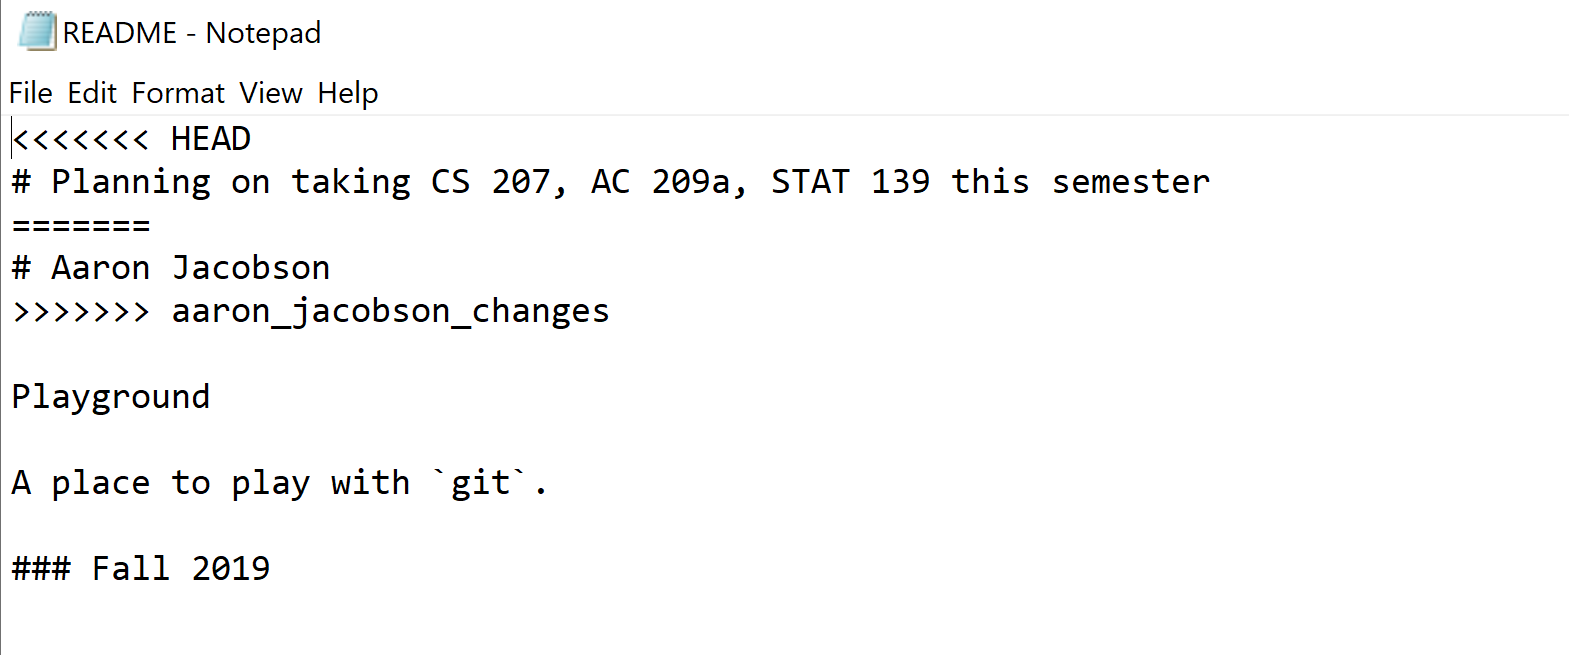 README - Notepad
File Edit Format View Help
<<<<<<< HEAD
# Planning on taking CS 207, AC 209a, STAT 139 this semester
=======
# Aaron Jacobson
>>>>>>> aaron_jacobson_changes
Playground
A place to play with `git`.
### Fall 2019